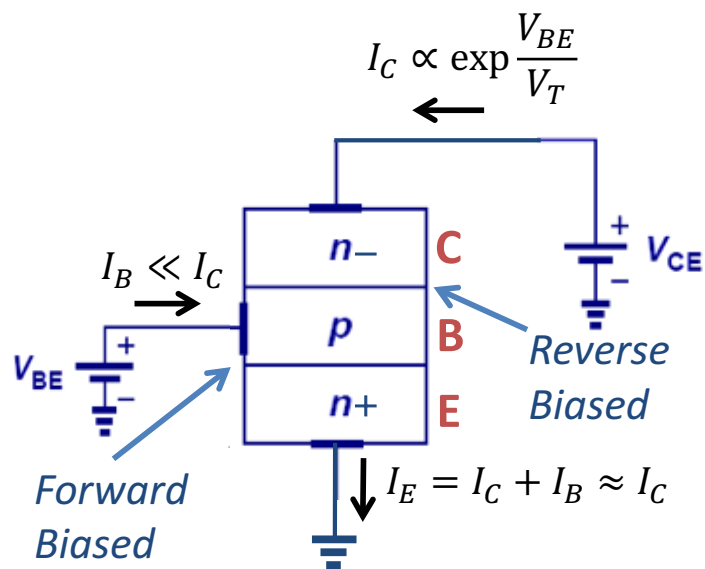 I_C ∝ exp V_BE / V_T
+
n–
C
V_CE
I_B ≪ I_C
–
p
B
+
Reverse
V_BE
Biased
–
n+
E
I_E = I_C + I_B ≈ I_C
Forward
Biased